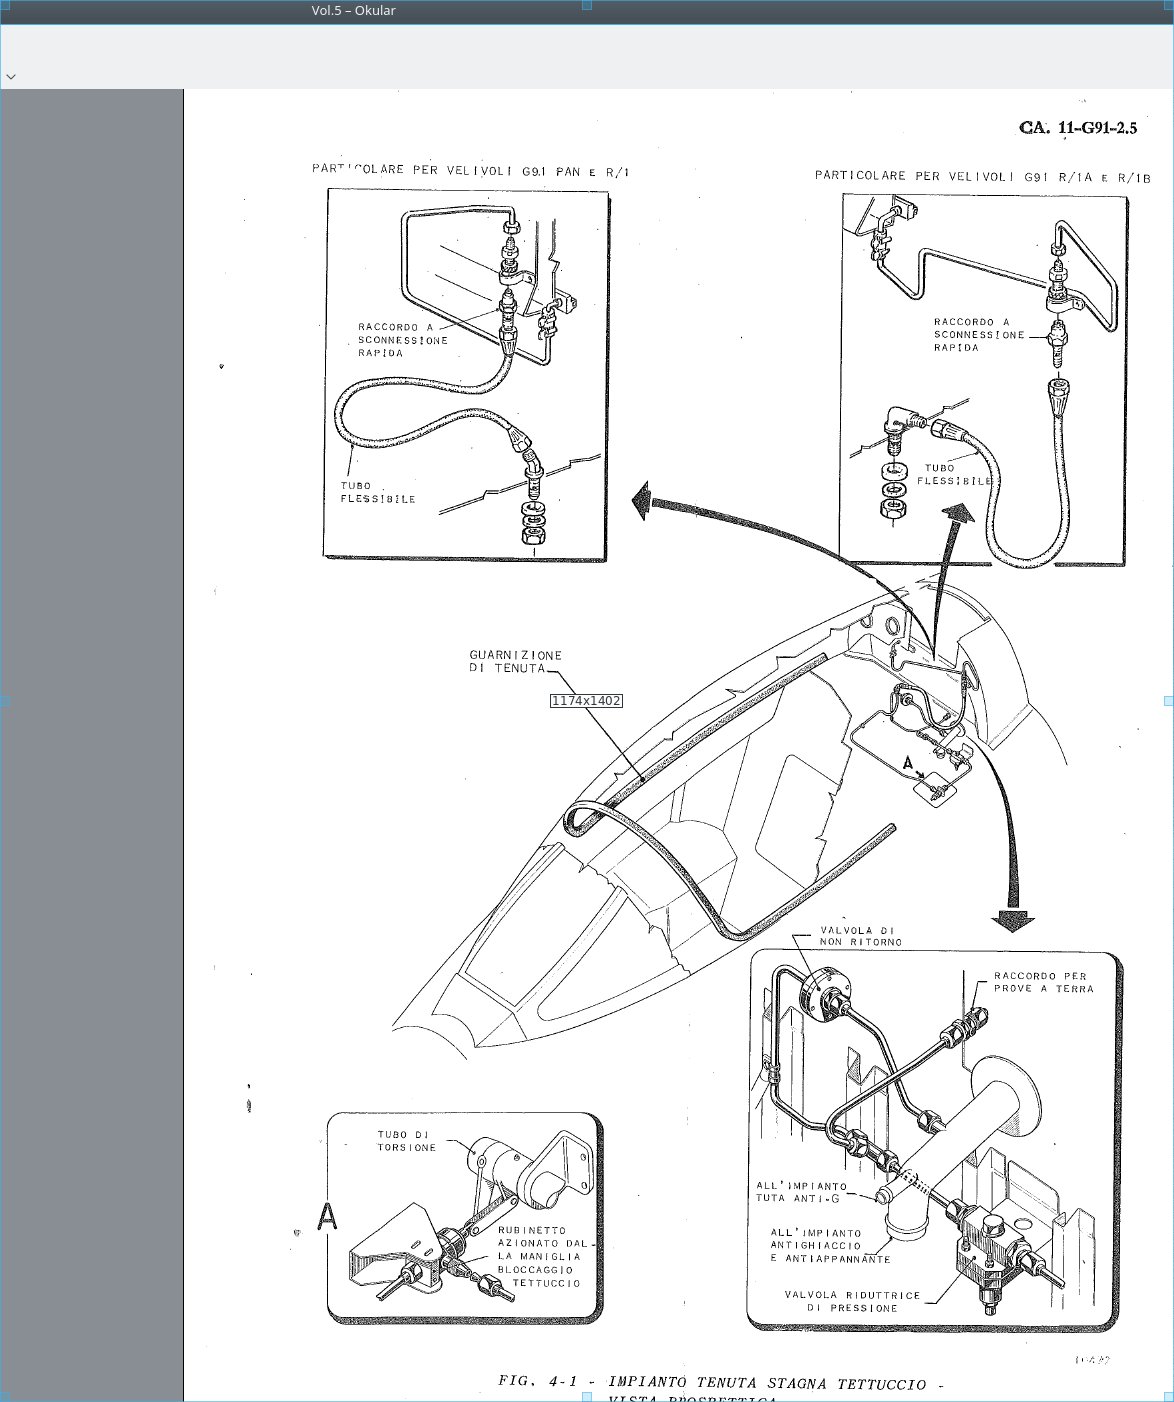 Vol.5 – Okular
CA. 11-G91-2.5
PARTICOLARE PER VELIVOLI G91 PAN E R/1
PARTICOLARE PER VELIVOLI G91 R/1A E R/1B
RACCORDO A
SCONNESSIONE
RAPIDA
TUBO
FLESSIBILE
RACCORDO A
SCONNESSIONE
RAPIDA
TUBO
FLESSIBILE
GUARNIZIONE
DI TENUTA
1174x1402
A
VALVOLA DI
NON RITORNO
RACCORDO PER
PROVE A TERRA
ALL'IMPIANTO
TUTA ANTI-G
ALL'IMPIANTO
ANTIGHIACCIO
E ANTIAPPANNANTE
VALVOLA RIDUTTRICE
DI PRESSIONE
A
TUBO DI
TORSIONE
RUBINETTO
AZIONATO DAL-
LA MANIGLIA
BLOCCAGGIO
TETTUCCIO
FIG. 4-1 - IMPIANTO TENUTA STAGNA TETTUCCIO -
VISTA PROSPETTICA